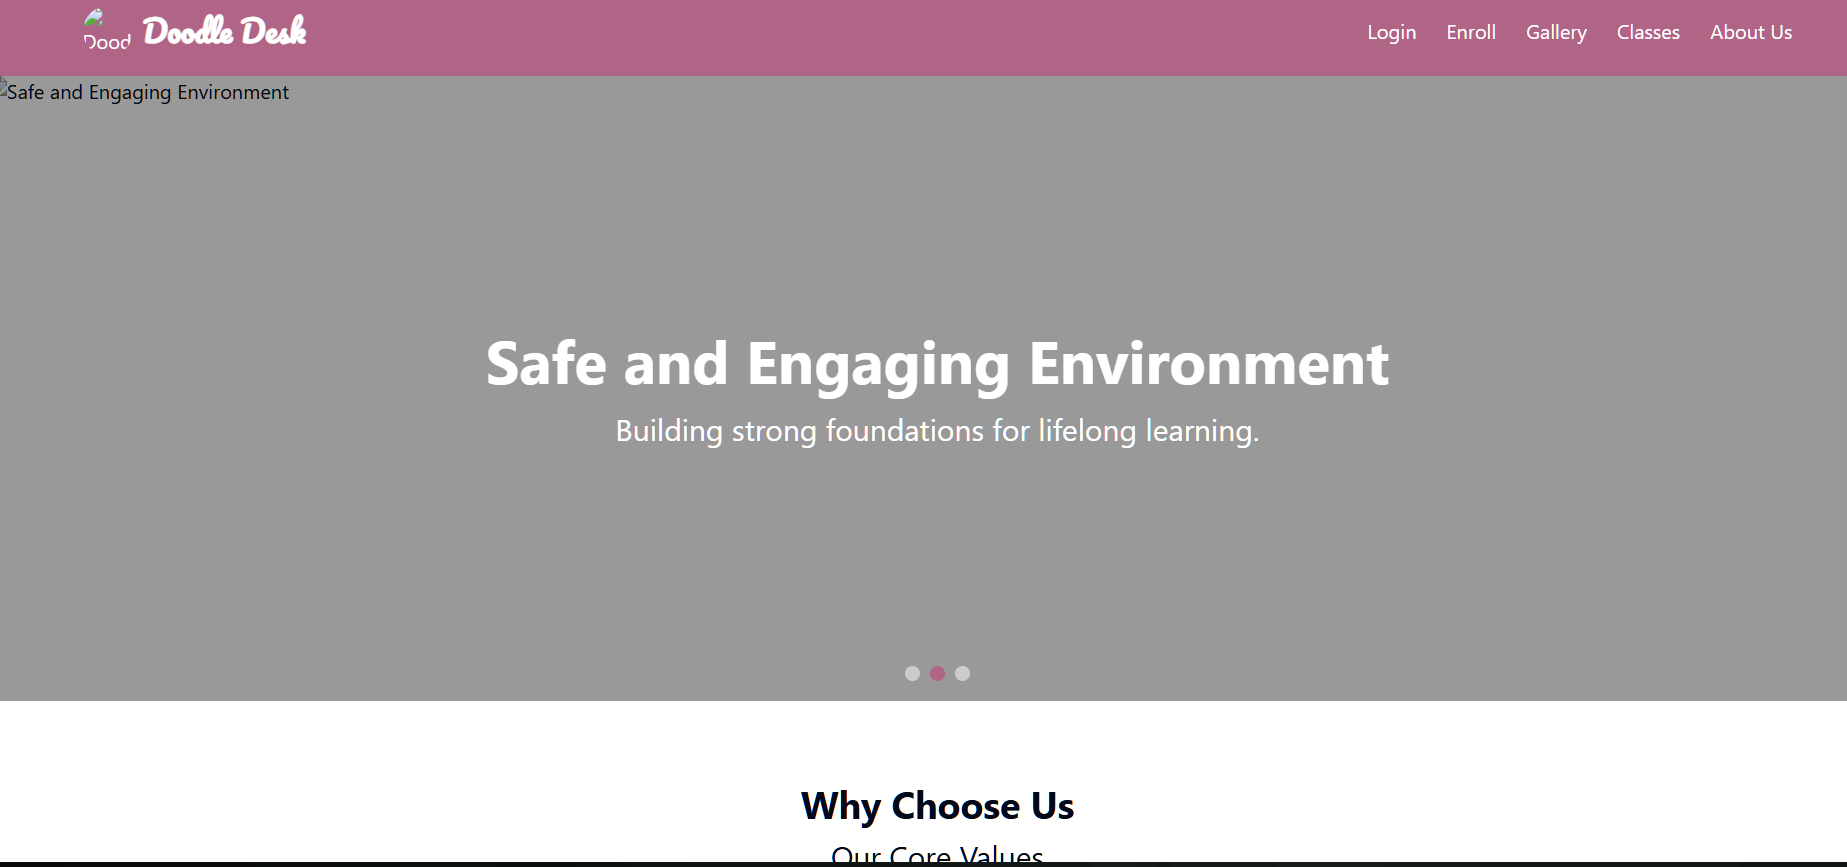 Dood
Doodle Desk
Login Enroll Gallery Classes About Us
Safe and Engaging Environment
Safe and Engaging Environment
Building strong foundations for lifelong learning.
Why Choose Us
Our Core Values